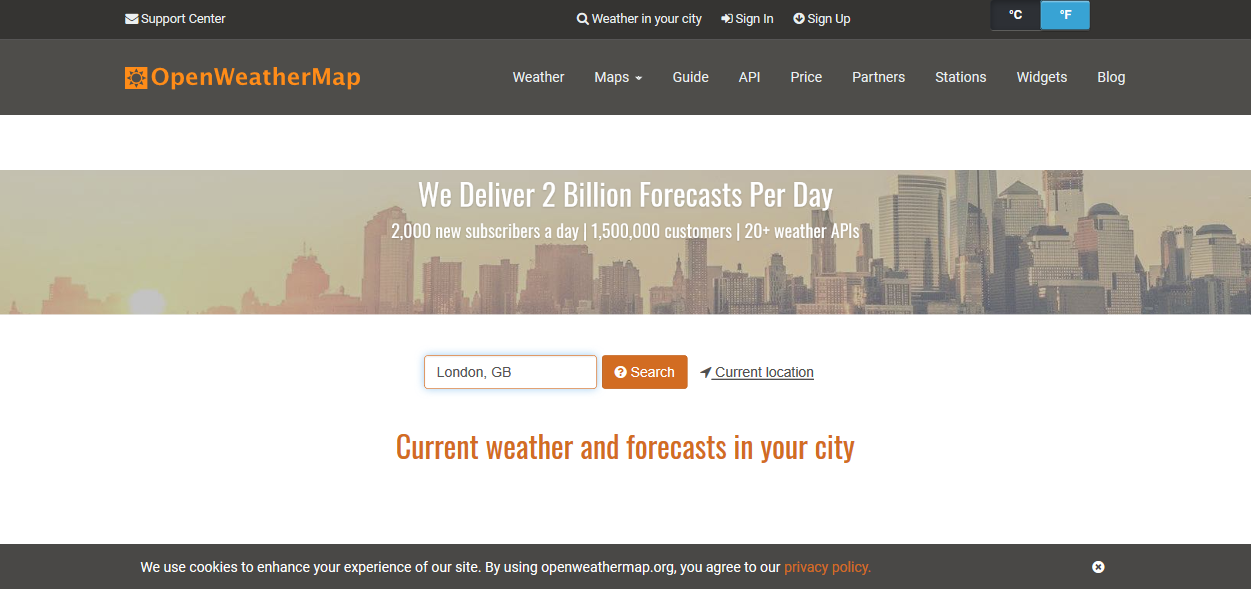 Support Center
Weather in your city
Sign In
Sign Up
°C
°F
OpenWeatherMap
Weather
Maps
Guide
API
Price
Partners
Stations
Widgets
Blog
We Deliver 2 Billion Forecasts Per Day
2,000 new subscribers a day | 1,500,000 customers | 20+ weather APIs
London, GB
Search
Current location
Current weather and forecasts in your city
We use cookies to enhance your experience of our site. By using openweathermap.org, you agree to our privacy policy.